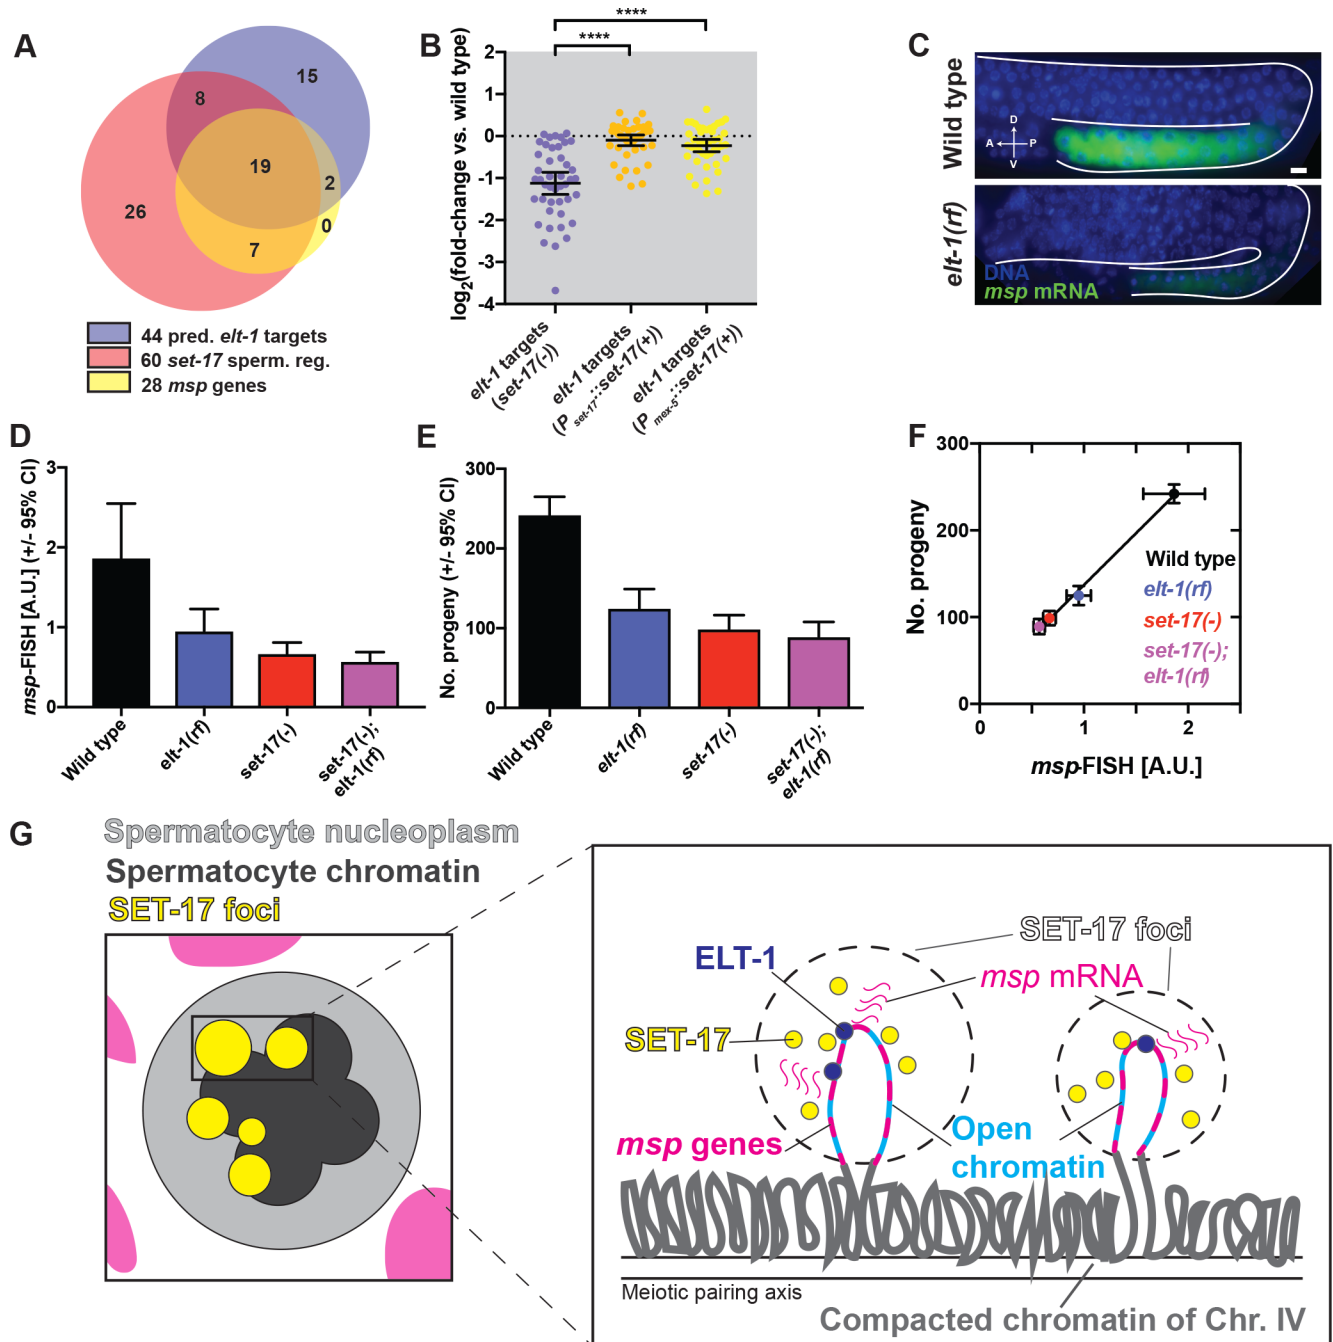 A
15
8
19
2
26
0
7
44 pred. elt-1 targets
60 set-17 sperm. reg.
28 msp genes
B
****
****
log2(fold-change vs. wild type)
2
1
0
-1
-2
-3
-4
elt-1 targets
(set-17(-))
elt-1 targets
(P set-17::set-17(+))
elt-1 targets
(P mex-5::set-17(+))
C
Wild type
D
A
P
V
elt-1(rf)
DNA
msp mRNA
D
msp-FISH [A.U.] (+/- 95% CI)
3
2
1
0
Wild type
elt-1(rf)
set-17(-)
set-17(-);
elt-1(rf)
E
No. progeny (+/- 95% CI)
300
200
100
0
Wild type
elt-1(rf)
set-17(-)
set-17(-);
elt-1(rf)
F
No. progeny
300
200
100
0
0
1
2
msp-FISH [A.U.]
Wild type
elt-1(rf)
set-17(-)
set-17(-);
elt-1(rf)
G
Spermatocyte nucleoplasm
Spermatocyte chromatin
SET-17 foci
SET-17 foci
ELT-1
msp mRNA
SET-17
msp genes
Open
chromatin
Meiotic pairing axis
Compacted chromatin of Chr. IV